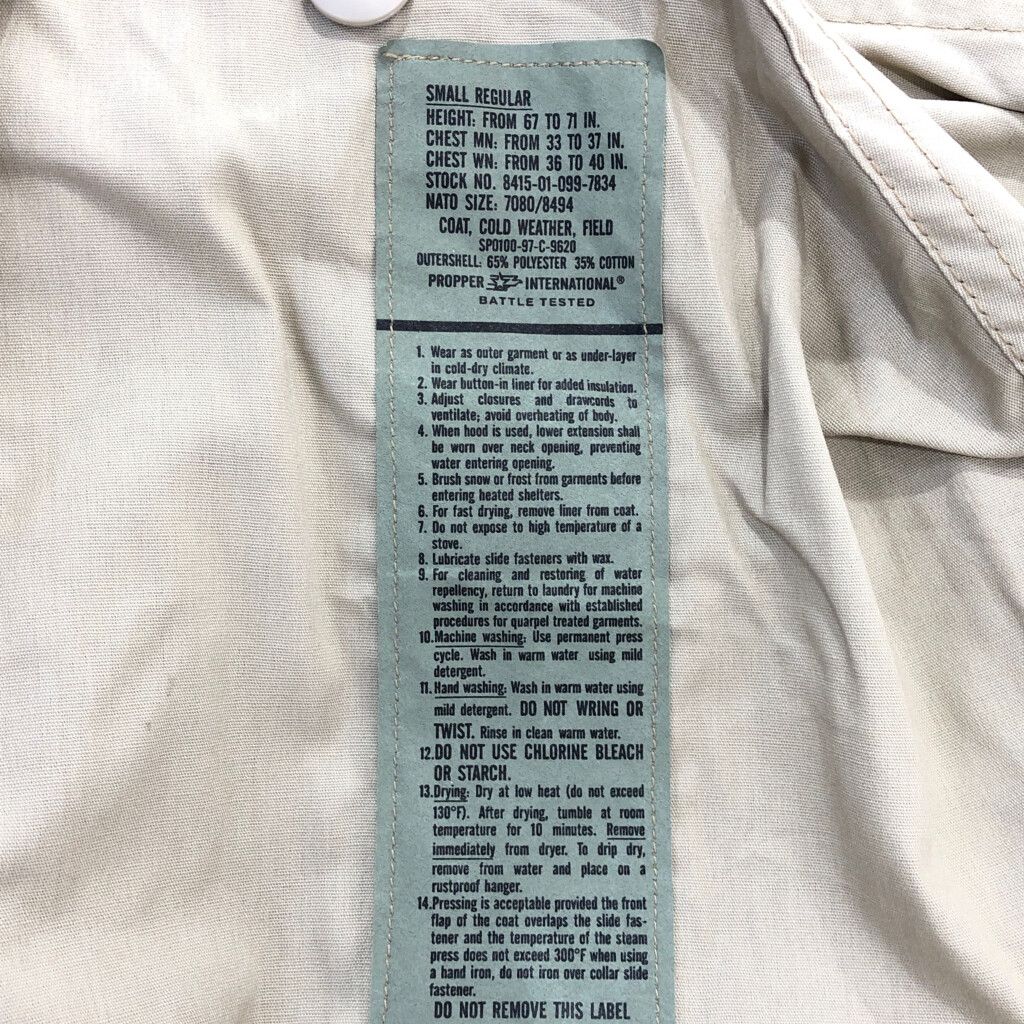 SMALL REGULAR
HEIGHT: FROM 67 TO 71 IN.
CHEST MN: FROM 33 TO 37 IN.
CHEST WN: FROM 36 TO 40 IN.
STOCK NO. 8415-01-099-7834
NATO SIZE: 7080/8494
COAT, COLD WEATHER, FIELD
SPO100-97-C-9620
OUTERSHELL: 65% POLYESTER 35% COTTON
PROPPER INTERNATIONAL®
BATTLE TESTED
1. Wear as outer garment or as under-layer
in cold-dry climate.
2. Wear button-in liner for added insulation.
3. Adjust closures and drawcords to
ventilate; avoid overheating of body.
4. When hood is used, lower extension shall
be worn over neck opening, preventing
water entering opening.
5. Brush snow or frost from garments before
entering heated shelters.
6. For fast drying, remove liner from coat.
7. Do not expose to high temperature of a
stove.
8. Lubricate slide fasteners with wax.
9. For cleaning and restoring of water
repellency, return to laundry for machine
washing in accordance with established
procedures for quarpel treated garments.
10. Machine washing: Use permanent press
cycle. Wash in warm water using mild
detergent.
11. Hand washing: Wash in warm water using
mild detergent. DO NOT WRING OR
TWIST. Rinse in clean warm water.
12. DO NOT USE CHLORINE BLEACH
OR STARCH.
13. Drying: Dry at low heat (do not exceed
130°F). After drying, tumble at room
temperature for 10 minutes. Remove
immediately from dryer. To drip dry,
remove from water and place on a
rustproof hanger.
14. Pressing is acceptable provided the front
flap of the coat overlaps the slide fas-
tener and the temperature of the steam
press does not exceed 300°F when using
a hand iron, do not iron over collar slide
fastener.
DO NOT REMOVE THIS LABEL